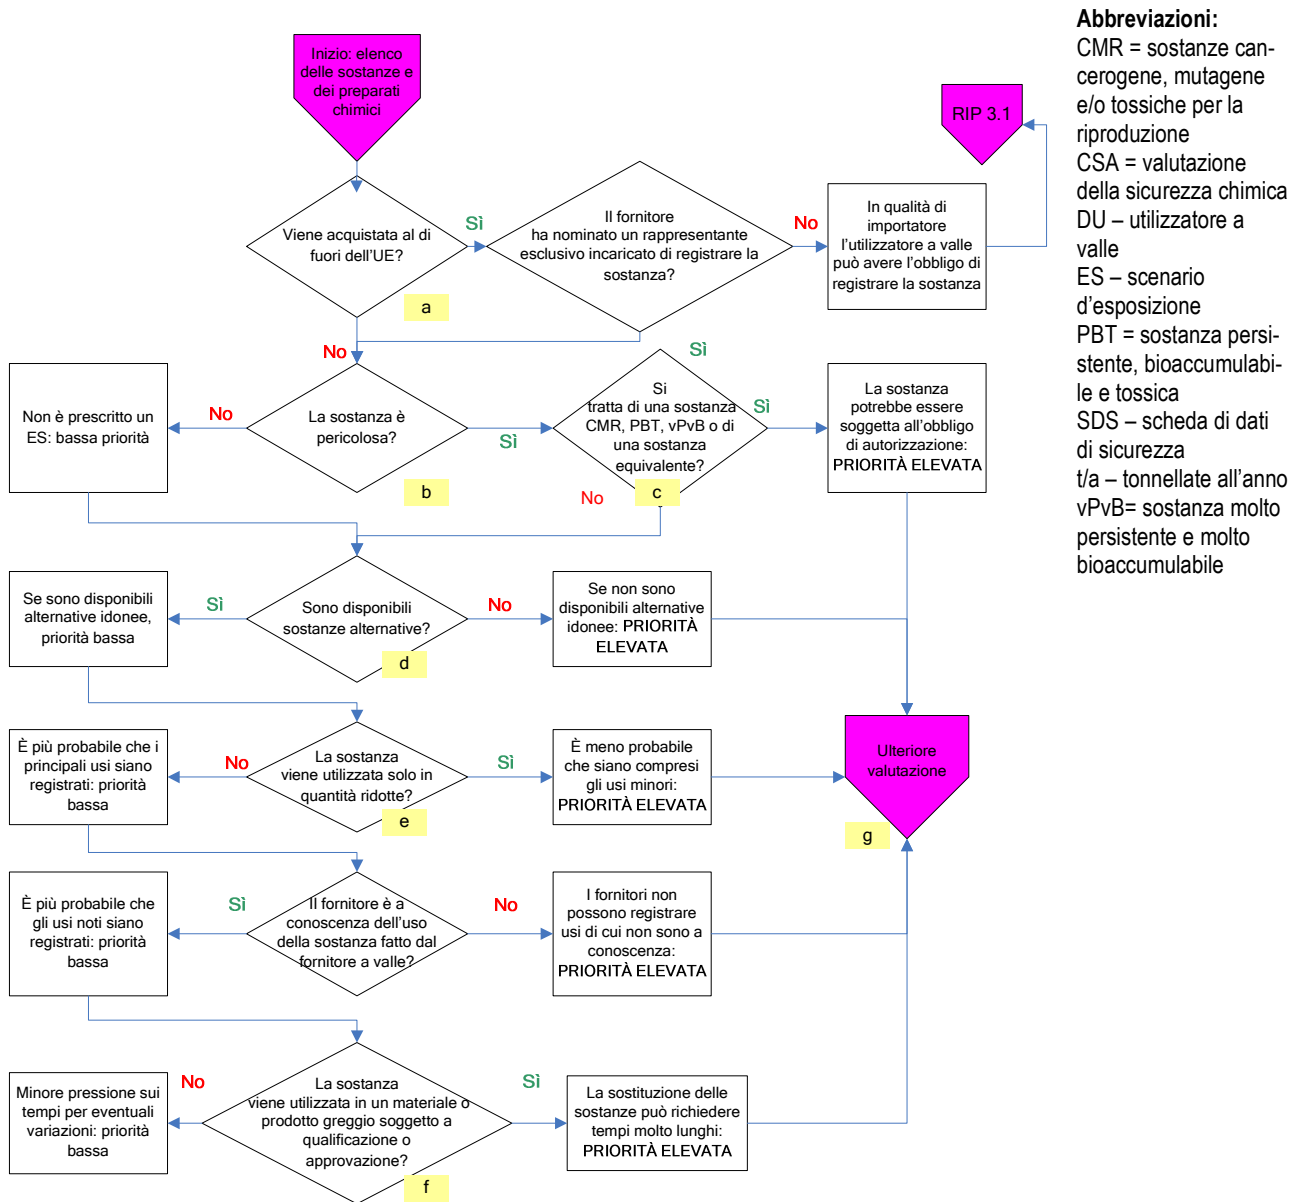 Inizio: elenco
delle sostanze e
dei preparati
chimici
RIP 3.1
Viene acquistata al di
fuori dell'UE?
a
Sì
Il fornitore
ha nominato un rappresentante
esclusivo incaricato di registrare la
sostanza?
No
In qualità di
importatore
l'utilizzatore a valle
può avere l'obbligo di
registrare la sostanza
No
Sì
Non è prescritto un
ES: bassa priorità
No
La sostanza è
pericolosa?
b
Sì
Si
tratta di una sostanza
CMR, PBT, vPvB o di
una sostanza
equivalente?
c
No
Sì
La sostanza
potrebbe essere
soggetta all'obbligo
di autorizzazione:
PRIORITÀ ELEVATA
Se sono disponibili
alternative idonee,
priorità bassa
Sì
Sono disponibili
sostanze alternative?
d
No
Se non sono
disponibili alternative
idonee: PRIORITÀ
ELEVATA
È più probabile che i
principali usi siano
registrati: priorità
bassa
No
La sostanza
viene utilizzata solo in
quantità ridotte?
e
Sì
È meno probabile
che siano compresi
gli usi minori:
PRIORITÀ ELEVATA
Ulteriore
valutazione
g
È più probabile che
gli usi noti siano
registrati: priorità
bassa
Sì
Il fornitore è a
conoscenza dell'uso
della sostanza fatto dal
fornitore a valle?
No
I fornitori non
possono registrare
usi di cui non sono a
conoscenza:
PRIORITÀ ELEVATA
Minore pressione sui
tempi per eventuali
variazioni: priorità
bassa
No
La sostanza
viene utilizzata in un materiale o
prodotto greggio soggetto a
qualificazione o
approvazione?
f
Sì
La sostituzione delle
sostanze può richiedere
tempi molto lunghi:
PRIORITÀ ELEVATA
Abbreviazioni:
CMR = sostanze can-
cerogene, mutagene
e/o tossiche per la
riproduzione
CSA = valutazione
della sicurezza chimica
DU – utilizzatore a
valle
ES – scenario
d'esposizione
PBT = sostanza persi-
stente, bioaccumulabi-
le e tossica
SDS – scheda di dati
di sicurezza
t/a – tonnellate all'anno
vPvB= sostanza molto
persistente e molto
bioaccumulabile